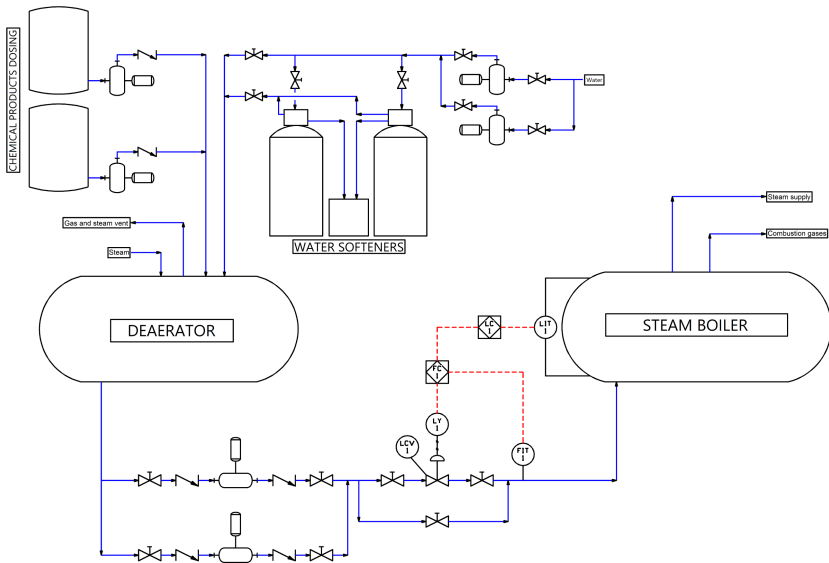 CHEMICAL PRODUCTS DOSING
Water
Gas and steam vent
Steam
WATER SOFTENERS
Steam supply
Combustion gases
DEAERATOR
STEAM BOILER
LC
1
LIT
1
FC
1
LY
1
LCV
1
FIT
1